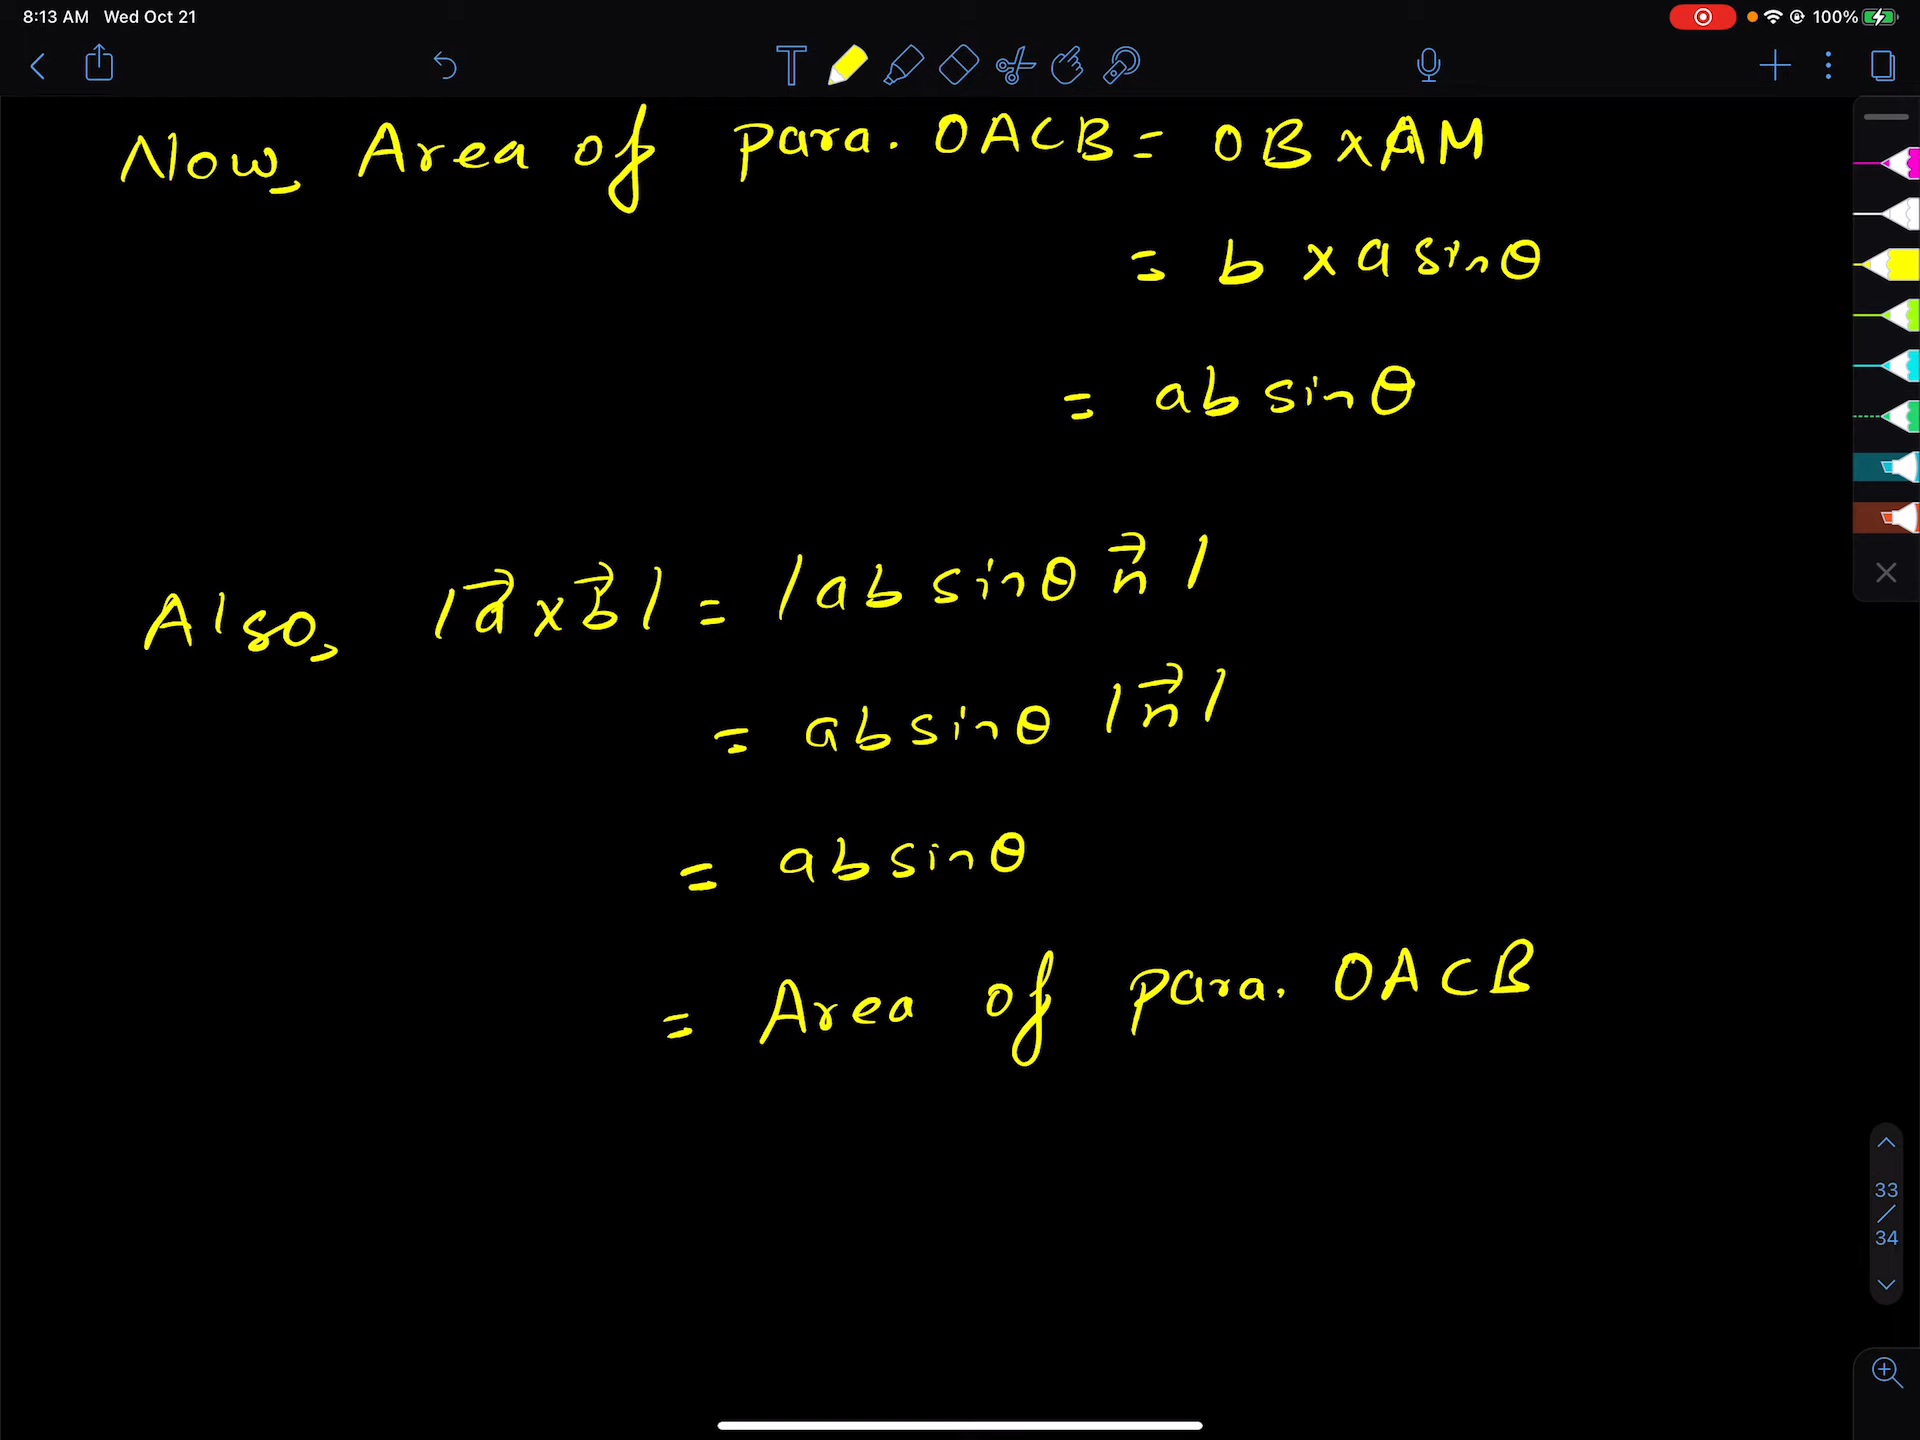 8:13 AM Wed Oct 21 100%
Now, Area of para. OACB = OB × AM
= b × a sinθ
= ab sinθ
Also, |a⃗ × b⃗| = |ab sinθ n⃗|
= ab sinθ |n⃗|
= ab sinθ
= Area of para. OACB
33
/
34